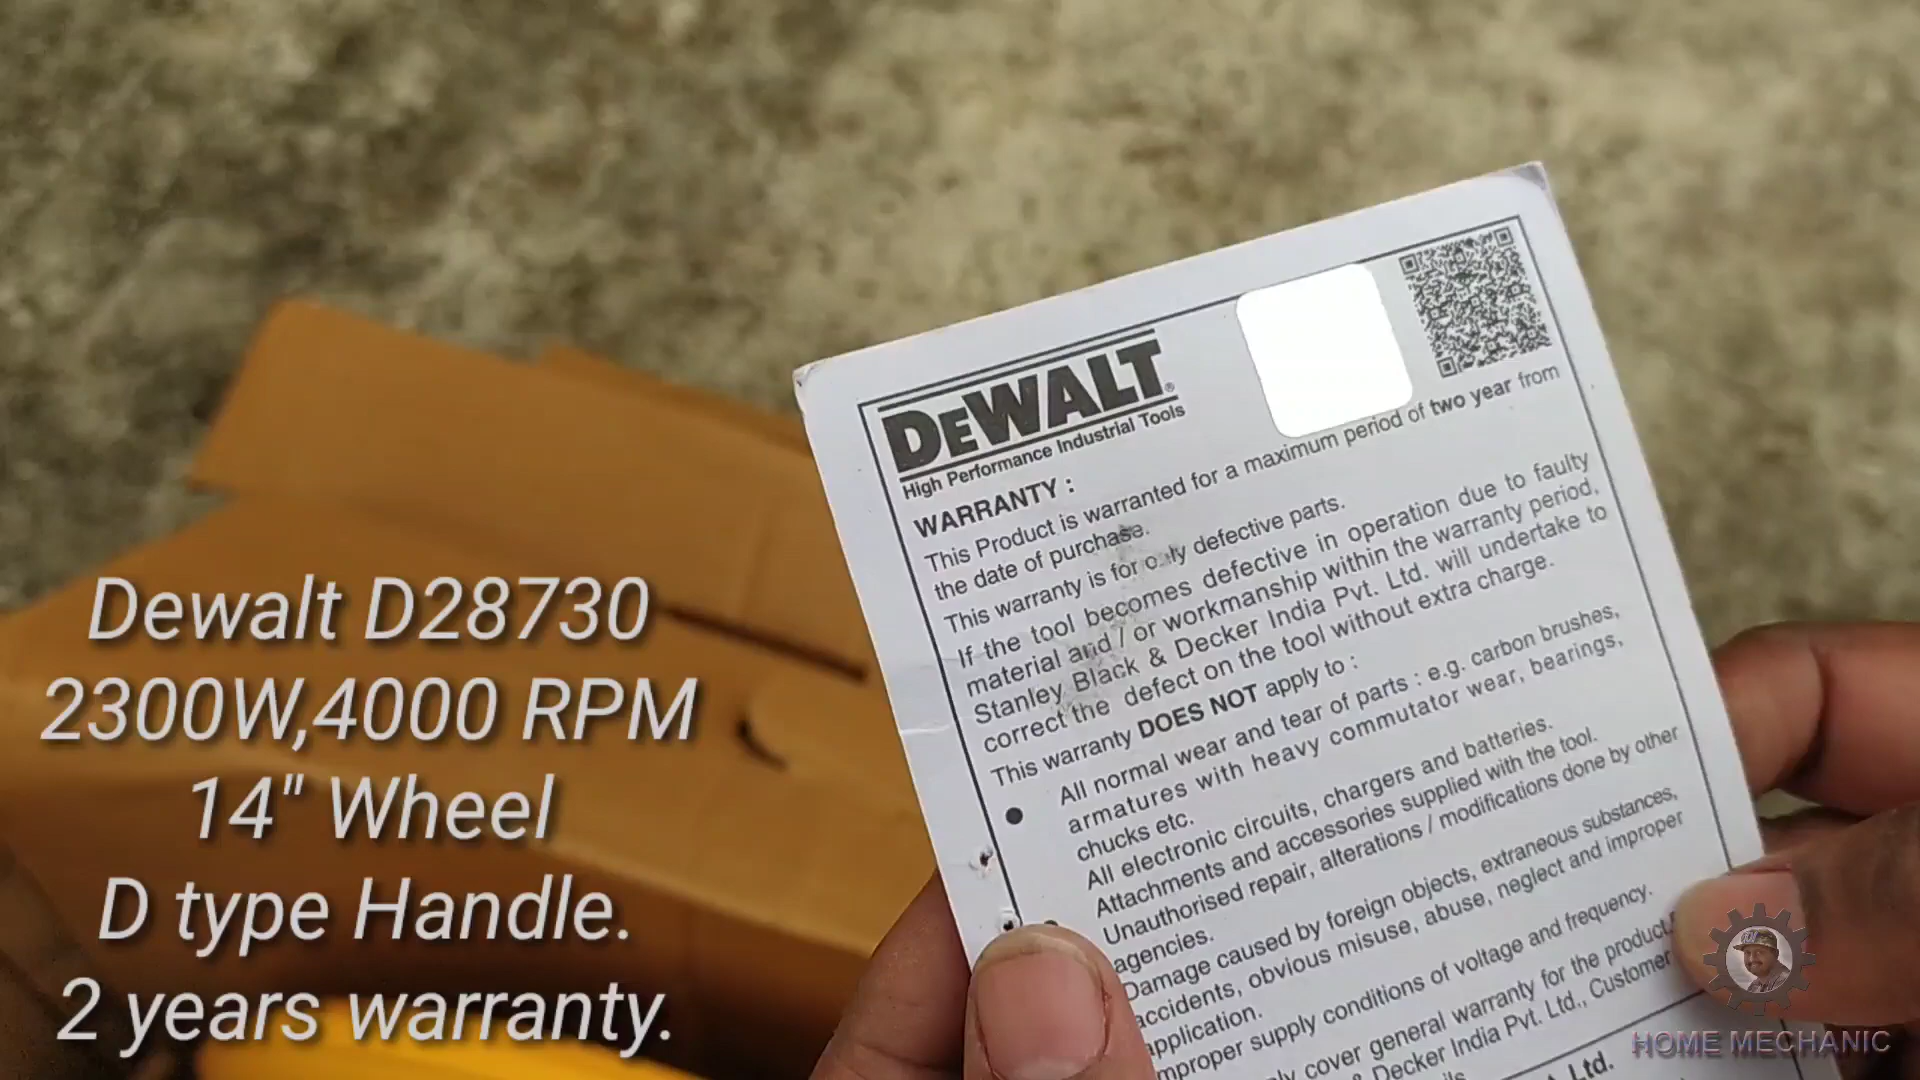 Dewalt D28730
2300W,4000 RPM
14" Wheel
D type Handle.
2 years warranty.
DEWALT®
High Performance Industrial Tools
WARRANTY :
This Product is warranted for a maximum period of two year from
the date of purchase.
This warranty is for only defective parts.
If the tool becomes defective in operation due to faulty
material and / or workmanship within the warranty period,
Stanley Black & Decker India Pvt. Ltd. will undertake to
correct the defect on the tool without extra charge.
This warranty DOES NOT apply to :
● All normal wear and tear of parts : e.g. carbon brushes,
armatures with heavy commutator wear, bearings,
chucks etc.
All electronic circuits, chargers and batteries.
Attachments and accessories supplied with the tool.
Unauthorised repair, alterations / modifications done by other
agencies.
Damage caused by foreign objects, extraneous substances,
accidents, obvious misuse, abuse, neglect and improper
application.
mproper supply conditions of voltage and frequency.
ly cover general warranty for the product.
& Decker India Pvt. Ltd., Customer
Ltd.
HOME MECHANIC